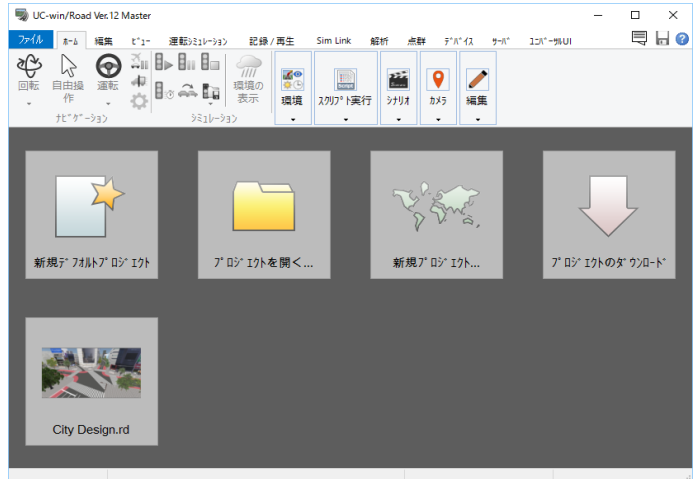 UC-win/Road Ver.12 Master
ファイル ﾎｰﾑ 編集 ﾋﾞｭｰ 運転ｼﾐｭﾚｰｼｮﾝ 記録/再生 Sim Link 解析 点群 ﾃﾞﾊﾞｲｽ ｻｰﾊﾞ ﾕﾆﾊﾞｰｻﾙUI
回転 自由操作 運転 環境の表示 環境 ｽｸﾘﾌﾟﾄ実行 ｼﾅﾘｵ ｶﾒﾗ 編集
ﾅﾋﾞｹﾞｰｼｮﾝ ｼﾐｭﾚｰｼｮﾝ
新規ﾃﾞﾌｫﾙﾄﾌﾟﾛｼﾞｪｸﾄ ﾌﾟﾛｼﾞｪｸﾄを開く... 新規ﾌﾟﾛｼﾞｪｸﾄ... ﾌﾟﾛｼﾞｪｸﾄのﾀﾞｳﾝﾛｰﾄﾞ
City Design.rd